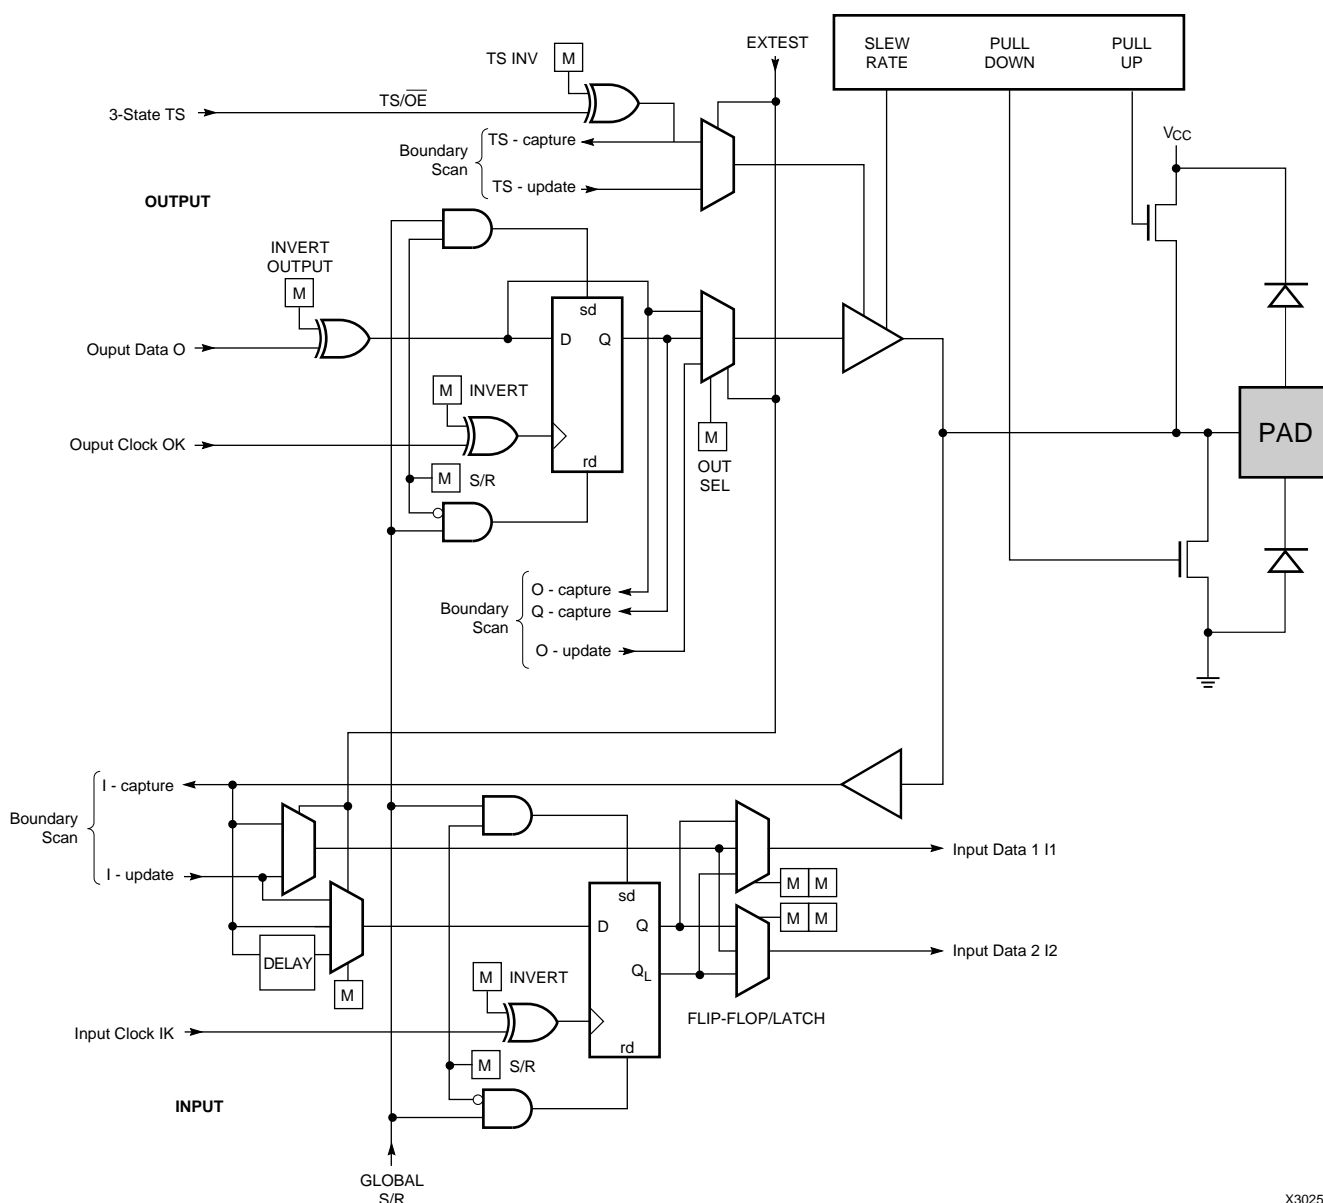 EXTEST
SLEW
RATE
PULL
DOWN
PULL
UP
TS INV
M
3-State TS
TS/OE
VCC
TS - capture
Boundary
Scan
TS - update
OUTPUT
INVERT
OUTPUT
M
sd
D
Q
Ouput Data O
M
INVERT
PAD
Ouput Clock OK
M
OUT
SEL
rd
M
S/R
O - capture
Q - capture
Boundary
Scan
O - update
I - capture
Boundary
Scan
I - update
Input Data 1 I1
M
M
sd
M
M
D
Q
DELAY
Input Data 2 I2
QL
M
M
INVERT
FLIP-FLOP/LATCH
Input Clock IK
rd
M
S/R
INPUT
GLOBAL
S/R
X3025